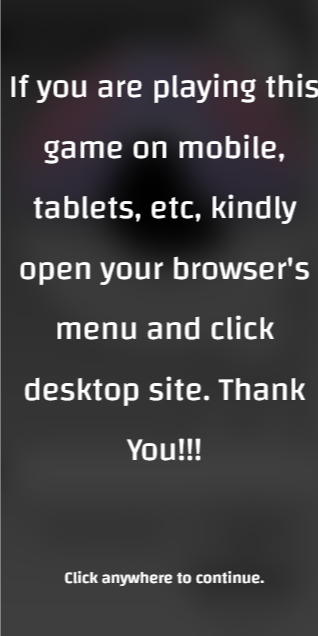 If you are playing this
game on mobile,
tablets, etc, kindly
open your browser's
menu and click
desktop site. Thank
You!!!
Click anywhere to continue.